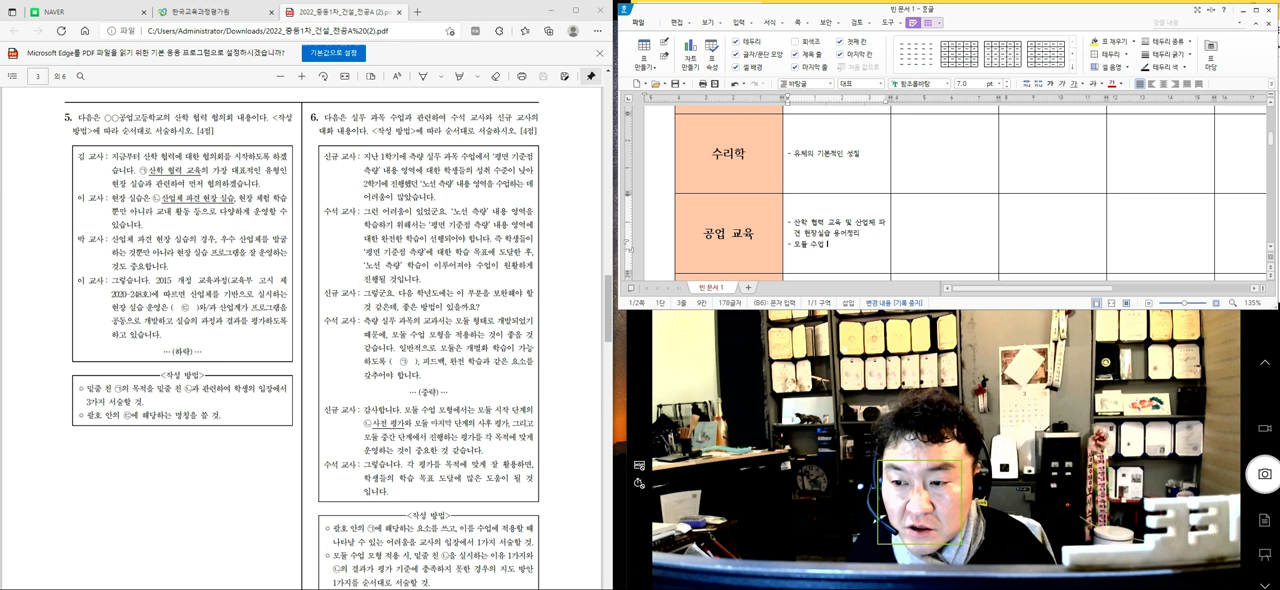 NAVER
한국교육과정평가원
2022_중등1차_건설_전공A (2).pdf
파일
C:/Users/Administrator/Downloads/2022_중등1차_건설_전공A%20(2).pdf
Microsoft Edge를 PDF 파일을 읽기 위한 기본 응용 프로그램으로 설정하시겠습니까?
기본값으로 설정
3
의 6
5. 다음은 ○○공업고등학교의 산학 협력 협의회 내용이다. <작성
방법>에 따라 순서대로 서술하시오. [4점]
김 교사 : 지금부터 산학 협력에 대한 협의회를 시작하도록 하겠
습니다. ㉠산학 협력 교육의 가장 대표적인 유형인
현장 실습과 관련하여 먼저 협의하겠습니다.
이 교사 : 현장 실습은 ㉡산업체 파견 현장 실습, 현장 체험 학습
뿐만 아니라 교내 활동 등으로 다양하게 운영할 수
있습니다.
박 교사 : 산업체 파견 현장 실습의 경우, 우수 산업체를 발굴
하는 것뿐만 아니라 현장 실습 프로그램을 잘 운영하는
것도 중요합니다.
이 교사 : 그렇습니다. 2015 개정 교육과정(교육부 고시 제
2020-248호)에 따르면 산업체를 기반으로 실시하는
현장 실습 운영은 ( ㉢ )와/과 산업계가 프로그램을
공동으로 개발하고 실습의 과정과 결과를 평가하도록
하고 있습니다.
… (하략) …
<작성 방법>
○ 밑줄 친 ㉠의 목적을 밑줄 친 ㉡과 관련하여 학생의 입장에서
3가지 서술할 것.
○ 괄호 안의 ㉢에 해당하는 명칭을 쓸 것.
6. 다음은 실무 과목 수업과 관련하여 수석 교사와 신규 교사의
대화 내용이다. <작성 방법>에 따라 순서대로 서술하시오. [4점]
신규 교사 : 지난 1학기에 측량 실무 과목 수업에서 '평면 기준점
측량' 내용 영역에 대한 학생들의 성취 수준이 낮아
2학기에 진행했던 '노선 측량' 내용 영역을 수업하는 데
어려움이 많았습니다.
수석 교사 : 그런 어려움이 있었군요. '노선 측량' 내용 영역을
학습하기 위해서는 '평면 기준점 측량' 내용 영역에
대한 완전한 학습이 선행되어야 합니다. 즉 학생들이
'평면 기준점 측량'에 대한 학습 목표에 도달한 후,
'노선 측량' 학습이 이루어져야 수업이 원활하게
진행될 것입니다.
신규 교사 : 그렇군요. 다음 학년도에는 이 부분을 보완해야 할
것 같은데, 좋은 방법이 있을까요?
수석 교사 : 측량 실무 과목의 교과서는 모듈 형태로 개발되었기
때문에, 모듈 수업 모형을 적용하는 것이 좋을 것
같습니다. 일반적으로 모듈은 개별화 학습이 가능
하도록 ( ㉠ ), 피드백, 완전 학습과 같은 요소를
갖추어야 합니다.
… (중략) …
신규 교사 : 감사합니다. 모듈 수업 모형에서는 모듈 시작 단계의
㉡사전 평가와 모듈 마지막 단계의 사후 평가, 그리고
모듈 중간 단계에서 진행하는 평가를 각 목적에 맞게
운영하는 것이 중요한 것 같습니다.
수석 교사 : 그렇습니다. 각 평가를 목적에 맞게 잘 활용하면,
학생들의 학습 목표 도달에 많은 도움이 될 것
입니다.
<작성 방법>
○ 괄호 안의 ㉠에 해당하는 요소를 쓰고, 이를 수업에 적용할 때
나타날 수 있는 어려움을 교사의 입장에서 1가지 서술할 것.
○ 모듈 수업 모형 적용 시, 밑줄 친 ㉡을 실시하는 이유 1가지와
㉡의 결과가 평가 기준에 충족하지 못한 경우의 지도 방안
1가지를 순서대로 서술할 것.
빈 문서 1 - 한글
파일 편집 보기 입력 서식 쪽 보안 검토 도구
표 만들기
차트 만들기
표 속성
테두리 회색조 첫째 칸
글자/문단 모양 제목 줄 마지막 칸
셀 배경 마지막 줄
표 채우기 테두리 종류
테두리 테두리 굵기
셀 음영 테두리 색
표 마당
바탕글
대표
한초롬바탕
7.0 pt
수리학
- 유체의 기본적인 성질
공업 교육
- 산학 협력 교육 및 산업체 파
견 현장실습 용어정리
- 모듈 수업
빈 문서 1
1/2쪽 1단 3줄 9칸 178글자 (B6): 문자 입력 1/1 구역 삽입 변경 내용 [기록 중지]
135%